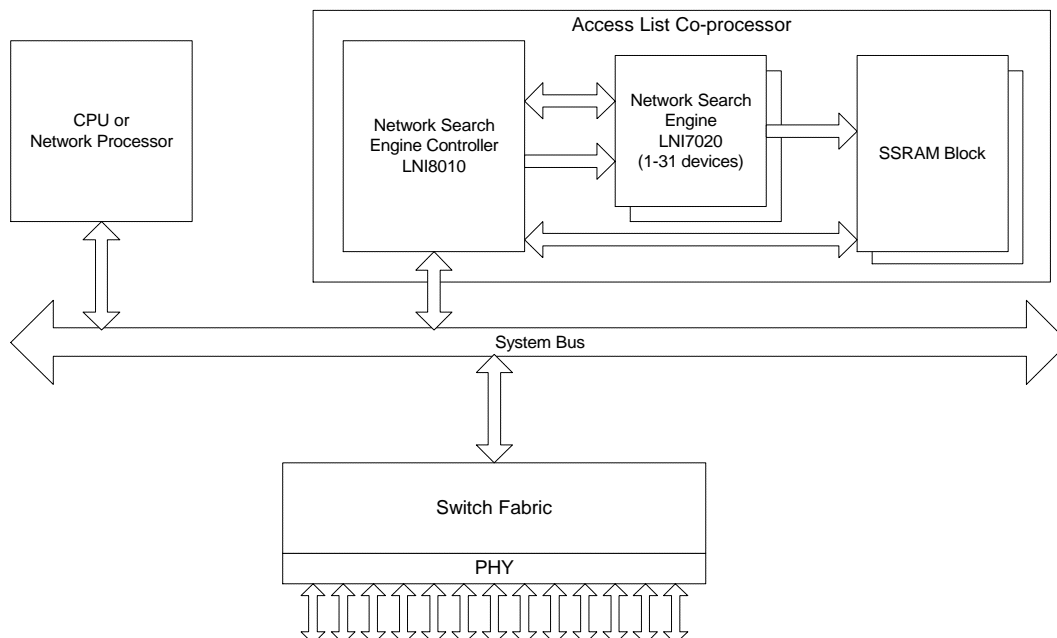 Access List Co-processor
CPU or
Network Processor
Network Search
Engine Controller
LNI8010
Network Search
Engine
LNI7020
(1-31 devices)
SSRAM Block
System Bus
Switch Fabric
PHY